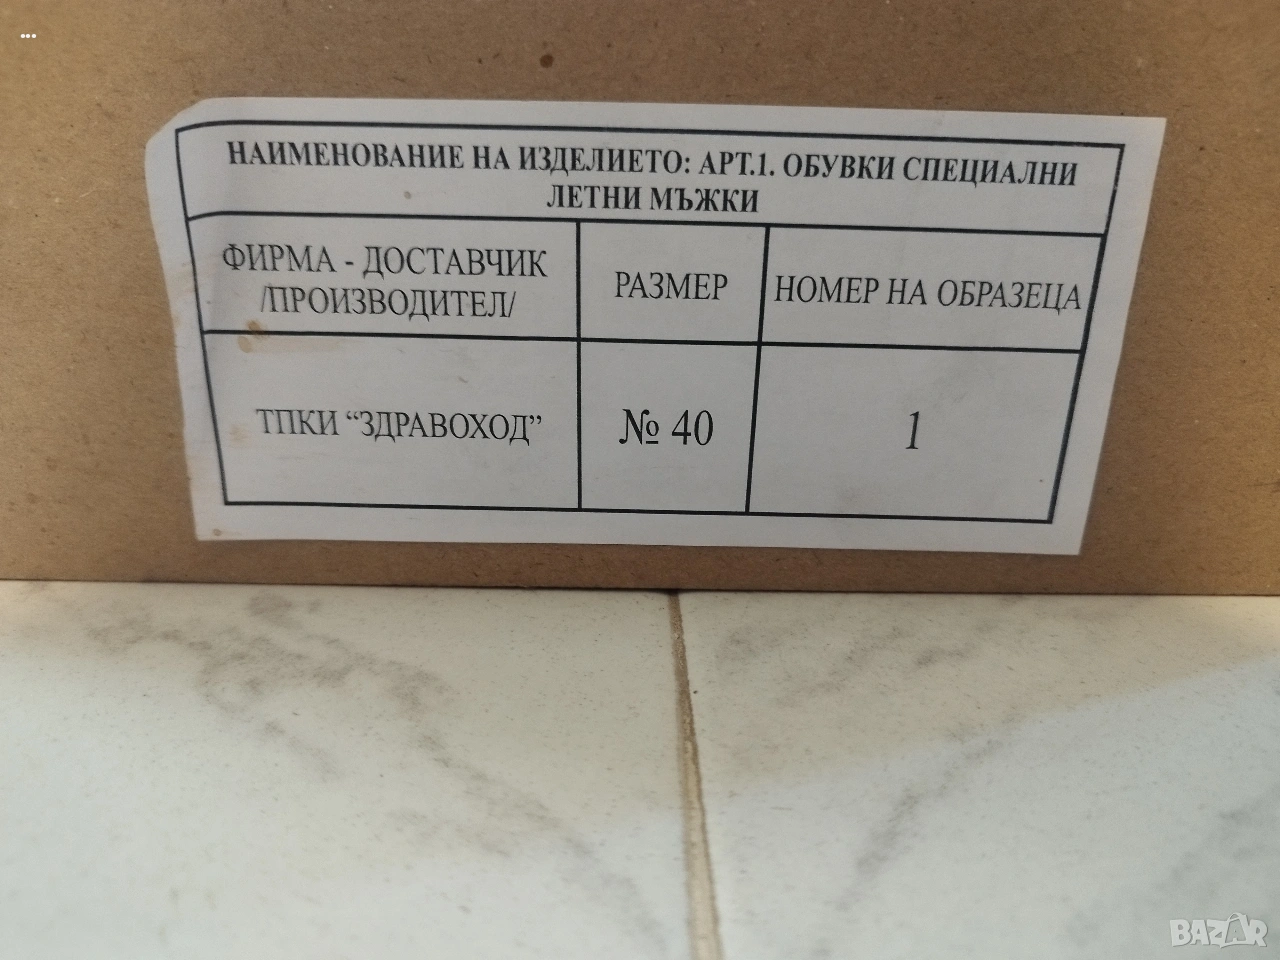 НАИМЕНОВАНИЕ НА ИЗДЕЛИЕТО: АРТ.1. ОБУВКИ СПЕЦИАЛНИ
ЛЕТНИ МЪЖКИ
ФИРМА - ДОСТАВЧИК
/ПРОИЗВОДИТЕЛ/
РАЗМЕР
НОМЕР НА ОБРАЗЕЦА
ТПКИ “ЗДРАВОХОД”
№ 40
1
BAZAR